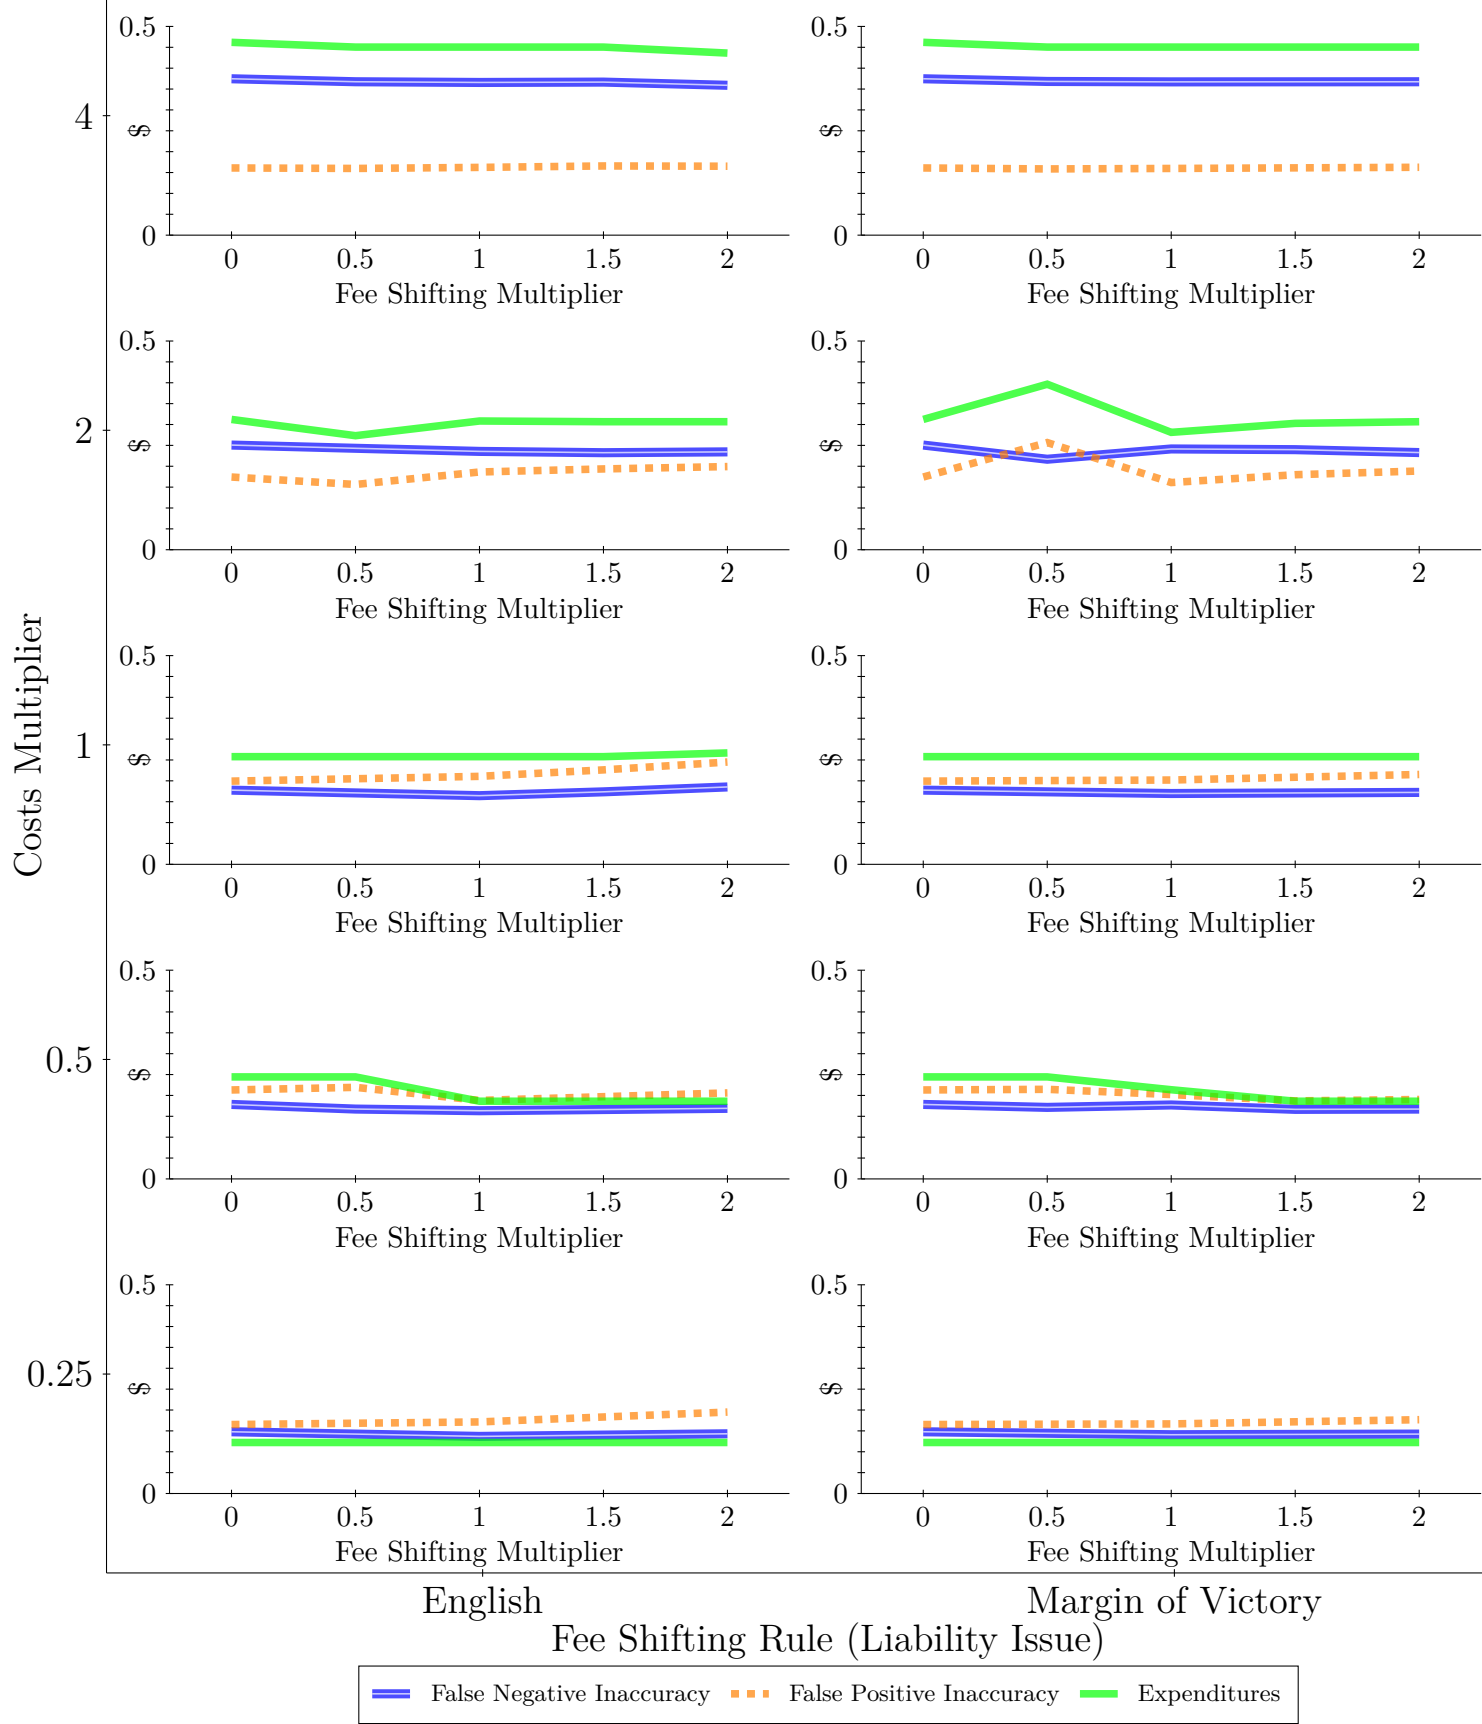 Costs Multiplier
4
0.5
$
0
0 0.5 1 1.5 2
Fee Shifting Multiplier
0.5
$
0
0 0.5 1 1.5 2
Fee Shifting Multiplier
2
0.5
$
0
0 0.5 1 1.5 2
Fee Shifting Multiplier
0.5
$
0
0 0.5 1 1.5 2
Fee Shifting Multiplier
1
0.5
$
0
0 0.5 1 1.5 2
Fee Shifting Multiplier
0.5
$
0
0 0.5 1 1.5 2
Fee Shifting Multiplier
0.5
0.5
$
0
0 0.5 1 1.5 2
Fee Shifting Multiplier
0.5
$
0
0 0.5 1 1.5 2
Fee Shifting Multiplier
0.25
0.5
$
0
0 0.5 1 1.5 2
Fee Shifting Multiplier
0.5
$
0
0 0.5 1 1.5 2
Fee Shifting Multiplier
English Margin of Victory
Fee Shifting Rule (Liability Issue)
False Negative Inaccuracy False Positive Inaccuracy Expenditures